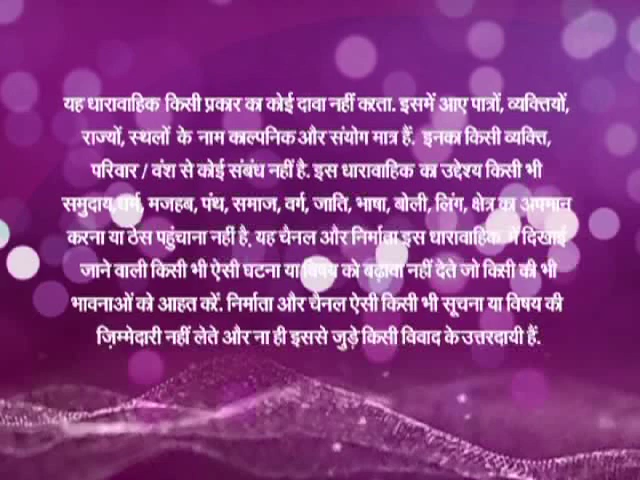 यह धारावाहिक किसी प्रकार का कोई दावा नहीं करता. इसमें आए पात्रों, व्यक्तियों,
राज्यों, स्थलों के नाम काल्पनिक और संयोग मात्र हैं. इनका किसी व्यक्ति,
परिवार / वंश से कोई संबंध नहीं है. इस धारावाहिक का उद्देश्य किसी भी
समुदाय,धर्म, मजहब, पंथ, समाज, वर्ग, जाति, भाषा, बोली, लिंग, क्षेत्र का अपमान
करना या ठेस पहुंचाना नहीं है, यह चैनल और निर्माता इस धारावाहिक में दिखाई
जाने वाली किसी भी ऐसी घटना या विषय को बढ़ावा नहीं देते जो किसी की भी
भावनाओं को आहत करें. निर्माता और चैनल ऐसी किसी भी सूचना या विषय की
ज़िम्मेदारी नहीं लेते और ना ही इससे जुड़े किसी विवाद के उत्तरदायी हैं.